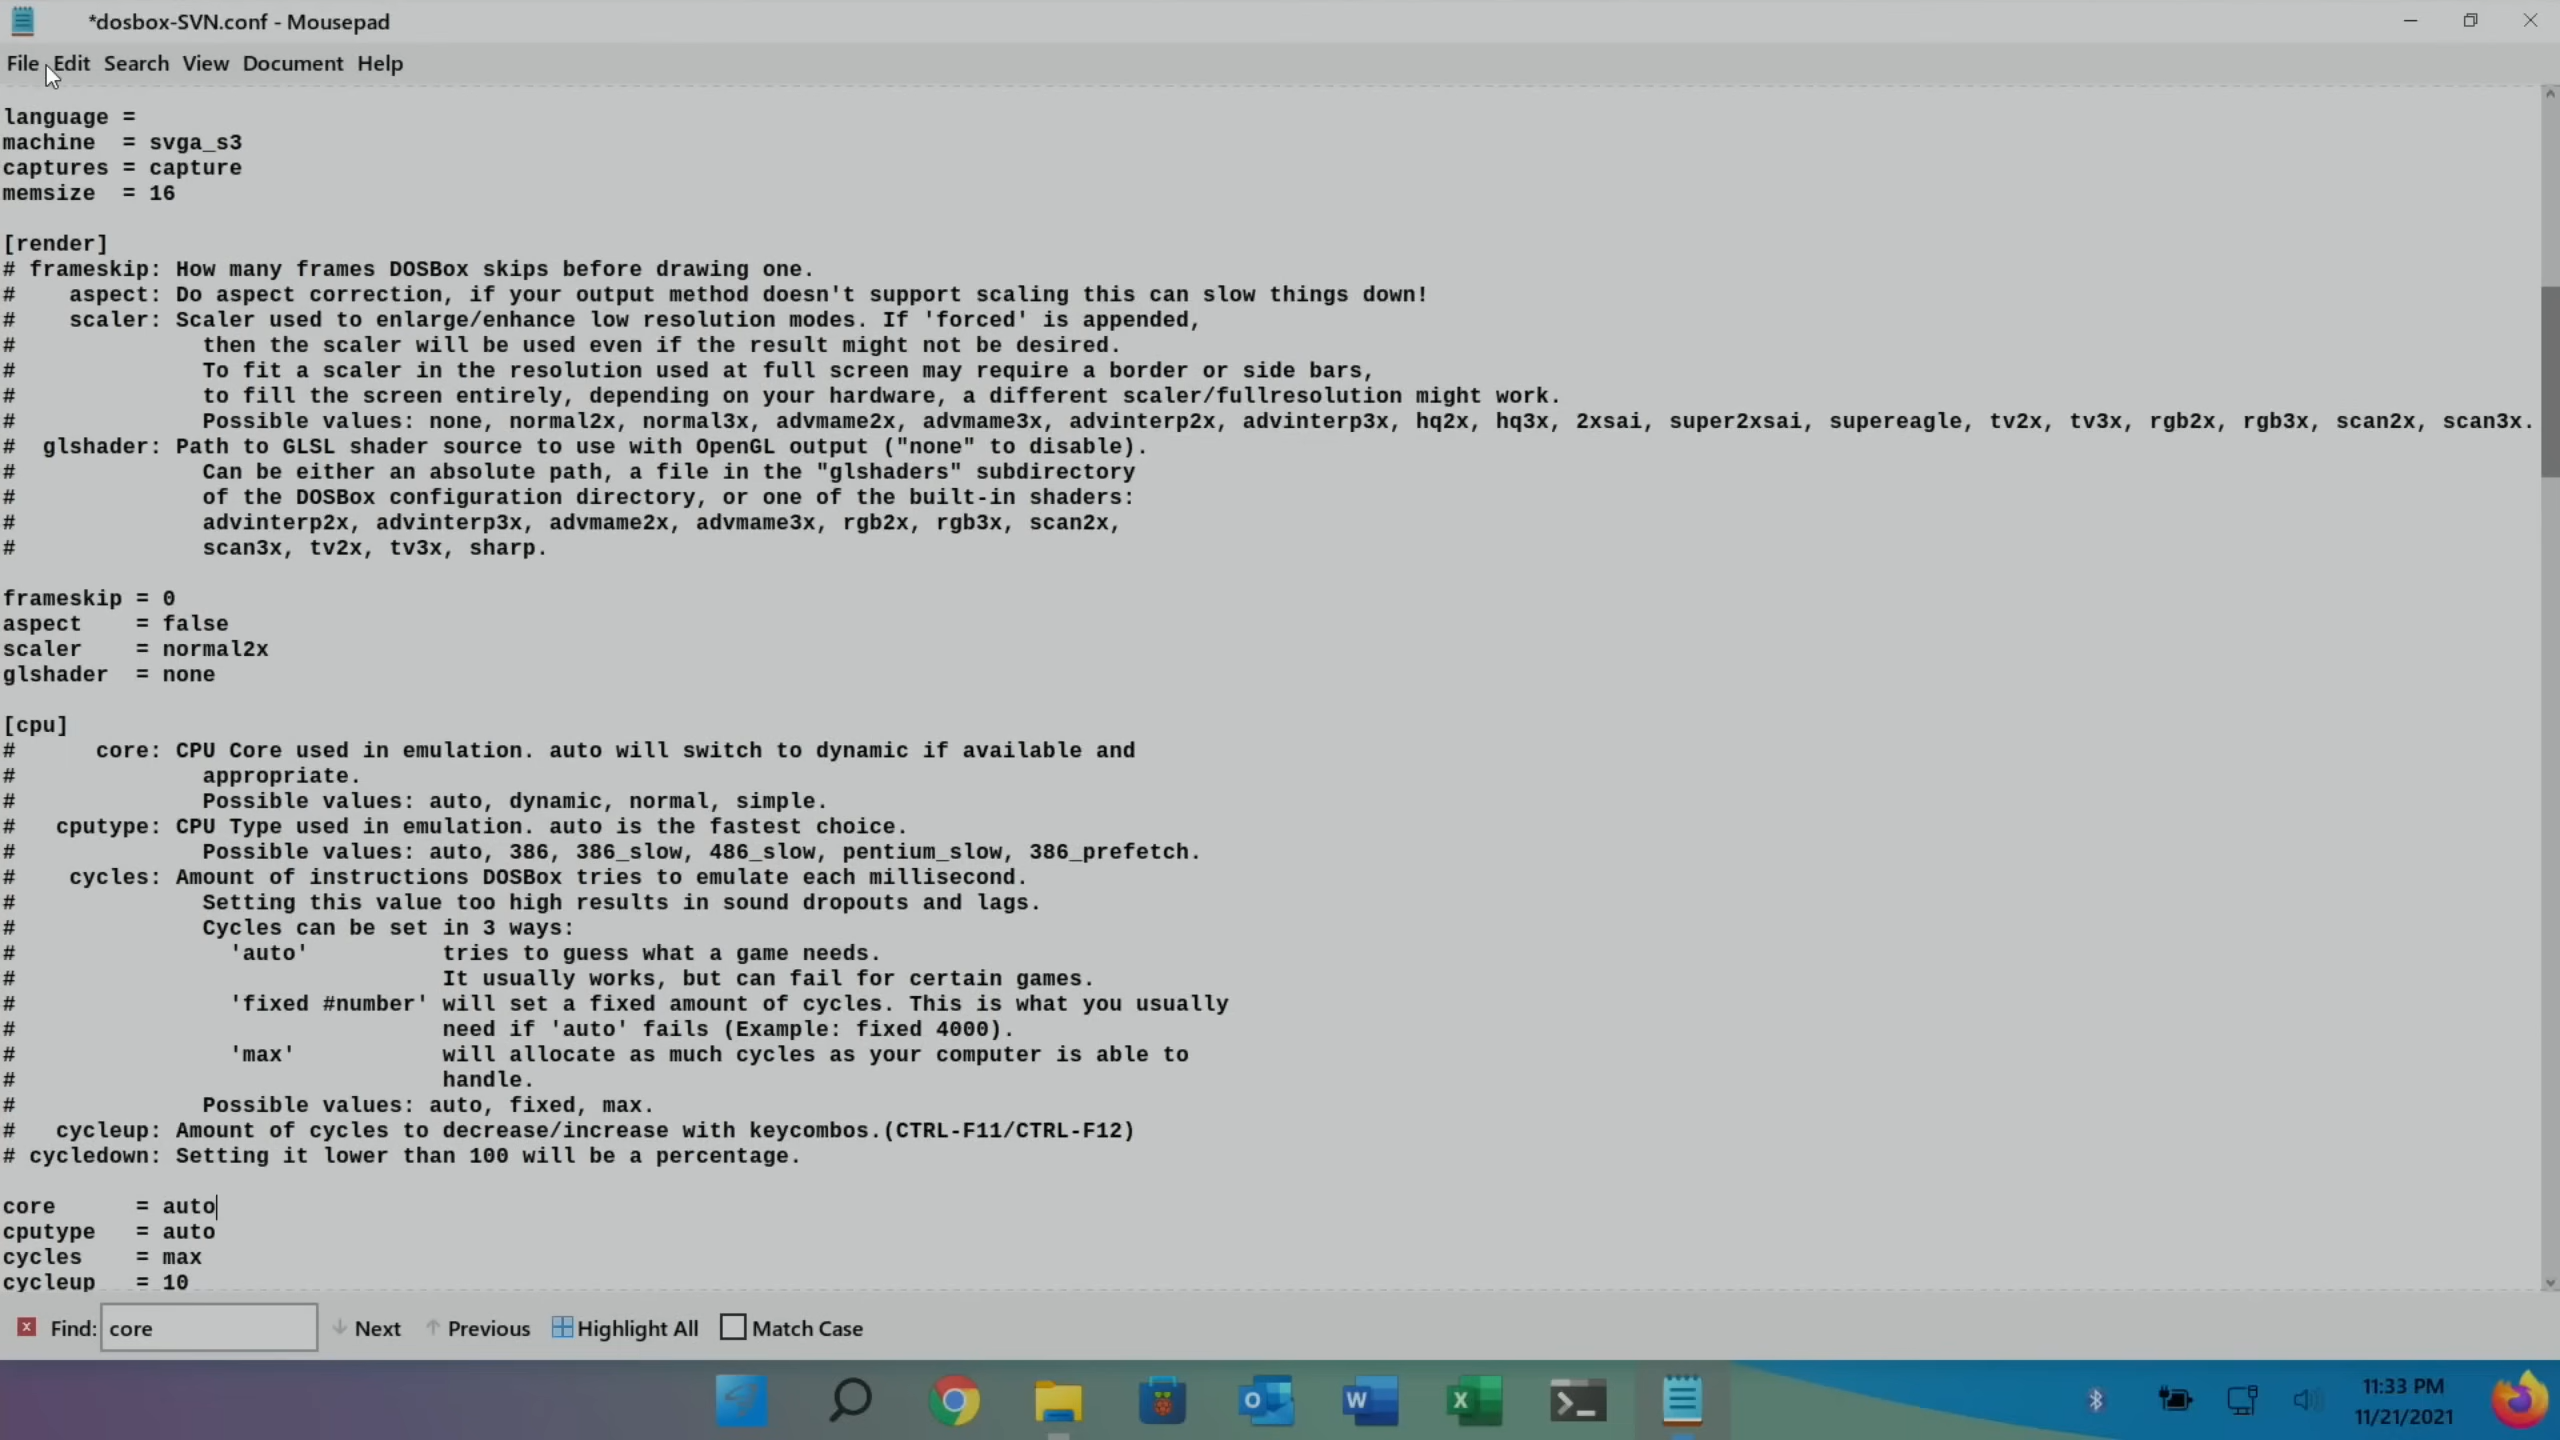 *dosbox-SVN.conf - Mousepad
File Edit Search View Document Help
language =
machine  = svga_s3
captures = capture
memsize  = 16
[render]
# frameskip: How many frames DOSBox skips before drawing one.
#    aspect: Do aspect correction, if your output method doesn't support scaling this can slow things down!
#    scaler: Scaler used to enlarge/enhance low resolution modes. If 'forced' is appended,
#              then the scaler will be used even if the result might not be desired.
#              To fit a scaler in the resolution used at full screen may require a border or side bars,
#              to fill the screen entirely, depending on your hardware, a different scaler/fullresolution might work.
#              Possible values: none, normal2x, normal3x, advmame2x, advmame3x, advinterp2x, advinterp3x, hq2x, hq3x, 2xsai, super2xsai, supereagle, tv2x, tv3x, rgb2x, rgb3x, scan2x, scan3x.
#  glshader: Path to GLSL shader source to use with OpenGL output ("none" to disable).
#              Can be either an absolute path, a file in the "glshaders" subdirectory
#              of the DOSBox configuration directory, or one of the built-in shaders:
#              advinterp2x, advinterp3x, advmame2x, advmame3x, rgb2x, rgb3x, scan2x,
#              scan3x, tv2x, tv3x, sharp.
frameskip = 0
aspect    = false
scaler    = normal2x
glshader  = none
[cpu]
#      core: CPU Core used in emulation. auto will switch to dynamic if available and
#              appropriate.
#              Possible values: auto, dynamic, normal, simple.
#   cputype: CPU Type used in emulation. auto is the fastest choice.
#              Possible values: auto, 386, 386_slow, 486_slow, pentium_slow, 386_prefetch.
#    cycles: Amount of instructions DOSBox tries to emulate each millisecond.
#              Setting this value too high results in sound dropouts and lags.
#              Cycles can be set in 3 ways:
#                'auto'          tries to guess what a game needs.
#                                It usually works, but can fail for certain games.
#                'fixed #number' will set a fixed amount of cycles. This is what you usually
#                                need if 'auto' fails (Example: fixed 4000).
#                'max'           will allocate as much cycles as your computer is able to
#                                handle.
#              Possible values: auto, fixed, max.
#   cycleup: Amount of cycles to decrease/increase with keycombos.(CTRL-F11/CTRL-F12)
# cycledown: Setting it lower than 100 will be a percentage.
core      = auto
cputype   = auto
cycles    = max
cycleup   = 10
Find: core Next Previous Highlight All Match Case
11:33 PM
11/21/2021